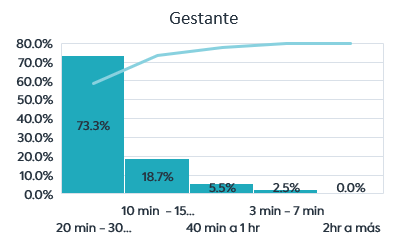 Gestante
80.0%
70.0%
60.0%
50.0%
40.0%
30.0%
20.0%
10.0%
0.0%
73.3%
18.7%
5.5%
2.5%
0.0%
10 min – 15...
3 min – 7 min
20 min – 30...
40 min a 1 hr
2hr a más